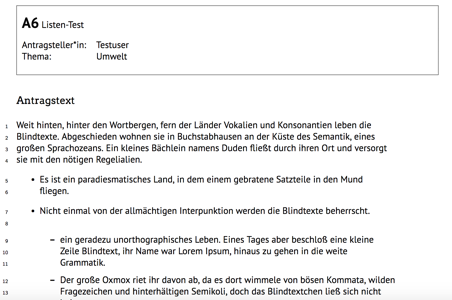 A6 Listen-Test
Antragsteller*in: Testuser
Thema: Umwelt
Antragstext
1 Weit hinten, hinter den Wortbergen, fern der Länder Vokalien und Konsonantien leben die
2 Blindtexte. Abgeschieden wohnen sie in Buchstabhausen an der Küste des Semantik, eines
3 großen Sprachozeans. Ein kleines Bächlein namens Duden fließt durch ihren Ort und versorgt
4 sie mit den nötigen Regelialien.
5 • Es ist ein paradiesmatisches Land, in dem einem gebratene Satzteile in den Mund
6 fliegen.
7 • Nicht einmal von der allmächtigen Interpunktion werden die Blindtexte beherrscht.
8
9 – ein geradezu unorthographisches Leben. Eines Tages aber beschloß eine kleine
10 Zeile Blindtext, ihr Name war Lorem Ipsum, hinaus zu gehen in die weite
11 Grammatik.
12 – Der große Oxmox riet ihr davon ab, da es dort wimmele von bösen Kommata, wilden
13 Fragezeichen und hinterhältigen Semikoli, doch das Blindtextchen ließ sich nicht